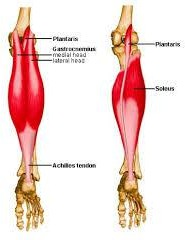 Plantaris
Gastrocnemius
medial head
lateral head
Achilles tendon
Plantaris
Soleus